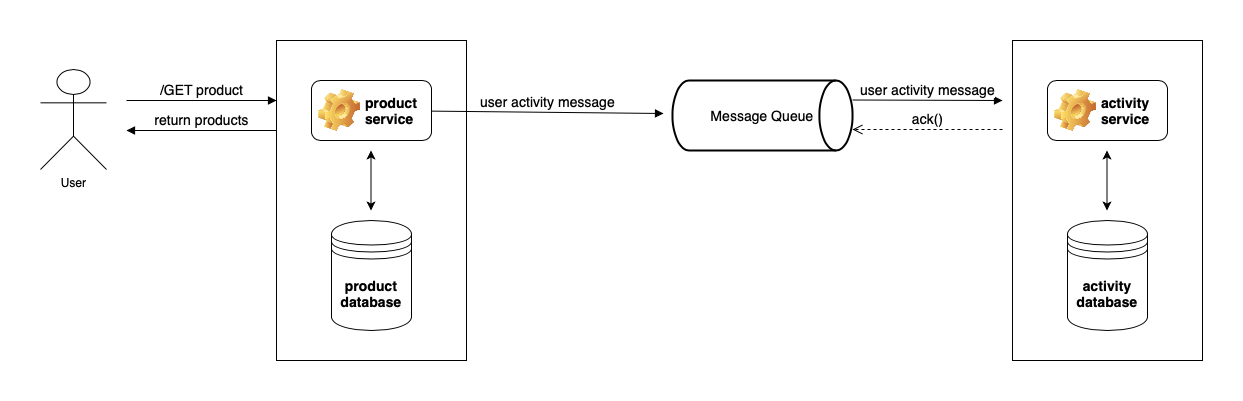 /GET product
return products
User
product
service
product
database
user activity message
Message Queue
user activity message
ack()
activity
service
activity
database